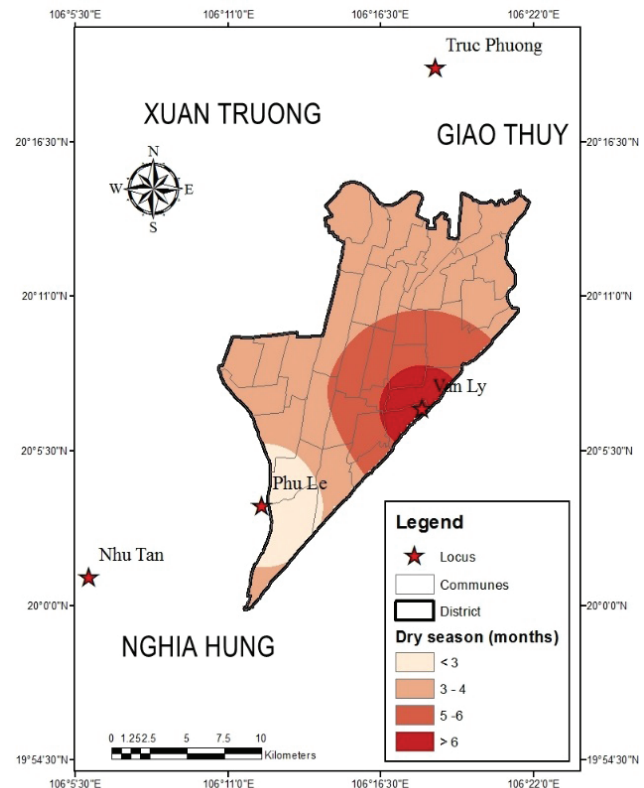 106°5'30"E 106°11'0"E 106°16'30"E 106°22'0"E
Truc Phuong
XUAN TRUONG
GIAO THUY
20°16'30"N 20°16'30"N
N
W E
S
20°11'0"N 20°11'0"N
Van Ly
20°5'30"N 20°5'30"N
Phu Le
Nhu Tan
20°0'0"N 20°0'0"N
NGHIA HUNG
Legend
Locus
Communes
District
Dry season (months)
< 3
3 - 4
5 -6
> 6
0 1.252.5 5 7.5 10
Kilometers
19°54'30"N 19°54'30"N
106°5'30"E 106°11'0"E 106°16'30"E 106°22'0"E